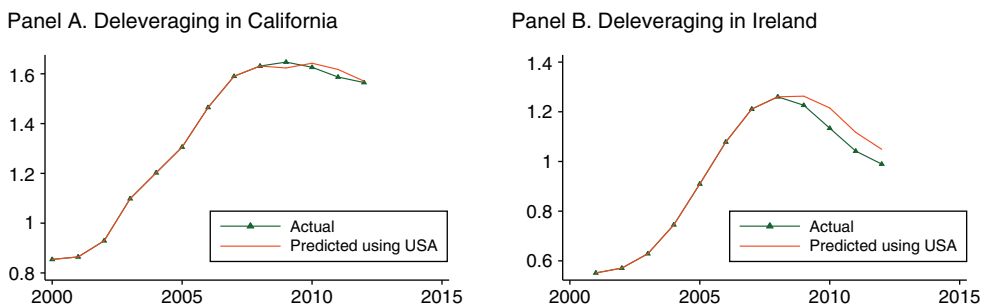 Panel A. Deleveraging in California
1.6
1.4
1.2
1
0.8
2000 2005 2010 2015
Actual
Predicted using USA
Panel B. Deleveraging in Ireland
1.4
1.2
1
0.8
0.6
2000 2005 2010 2015
Actual
Predicted using USA